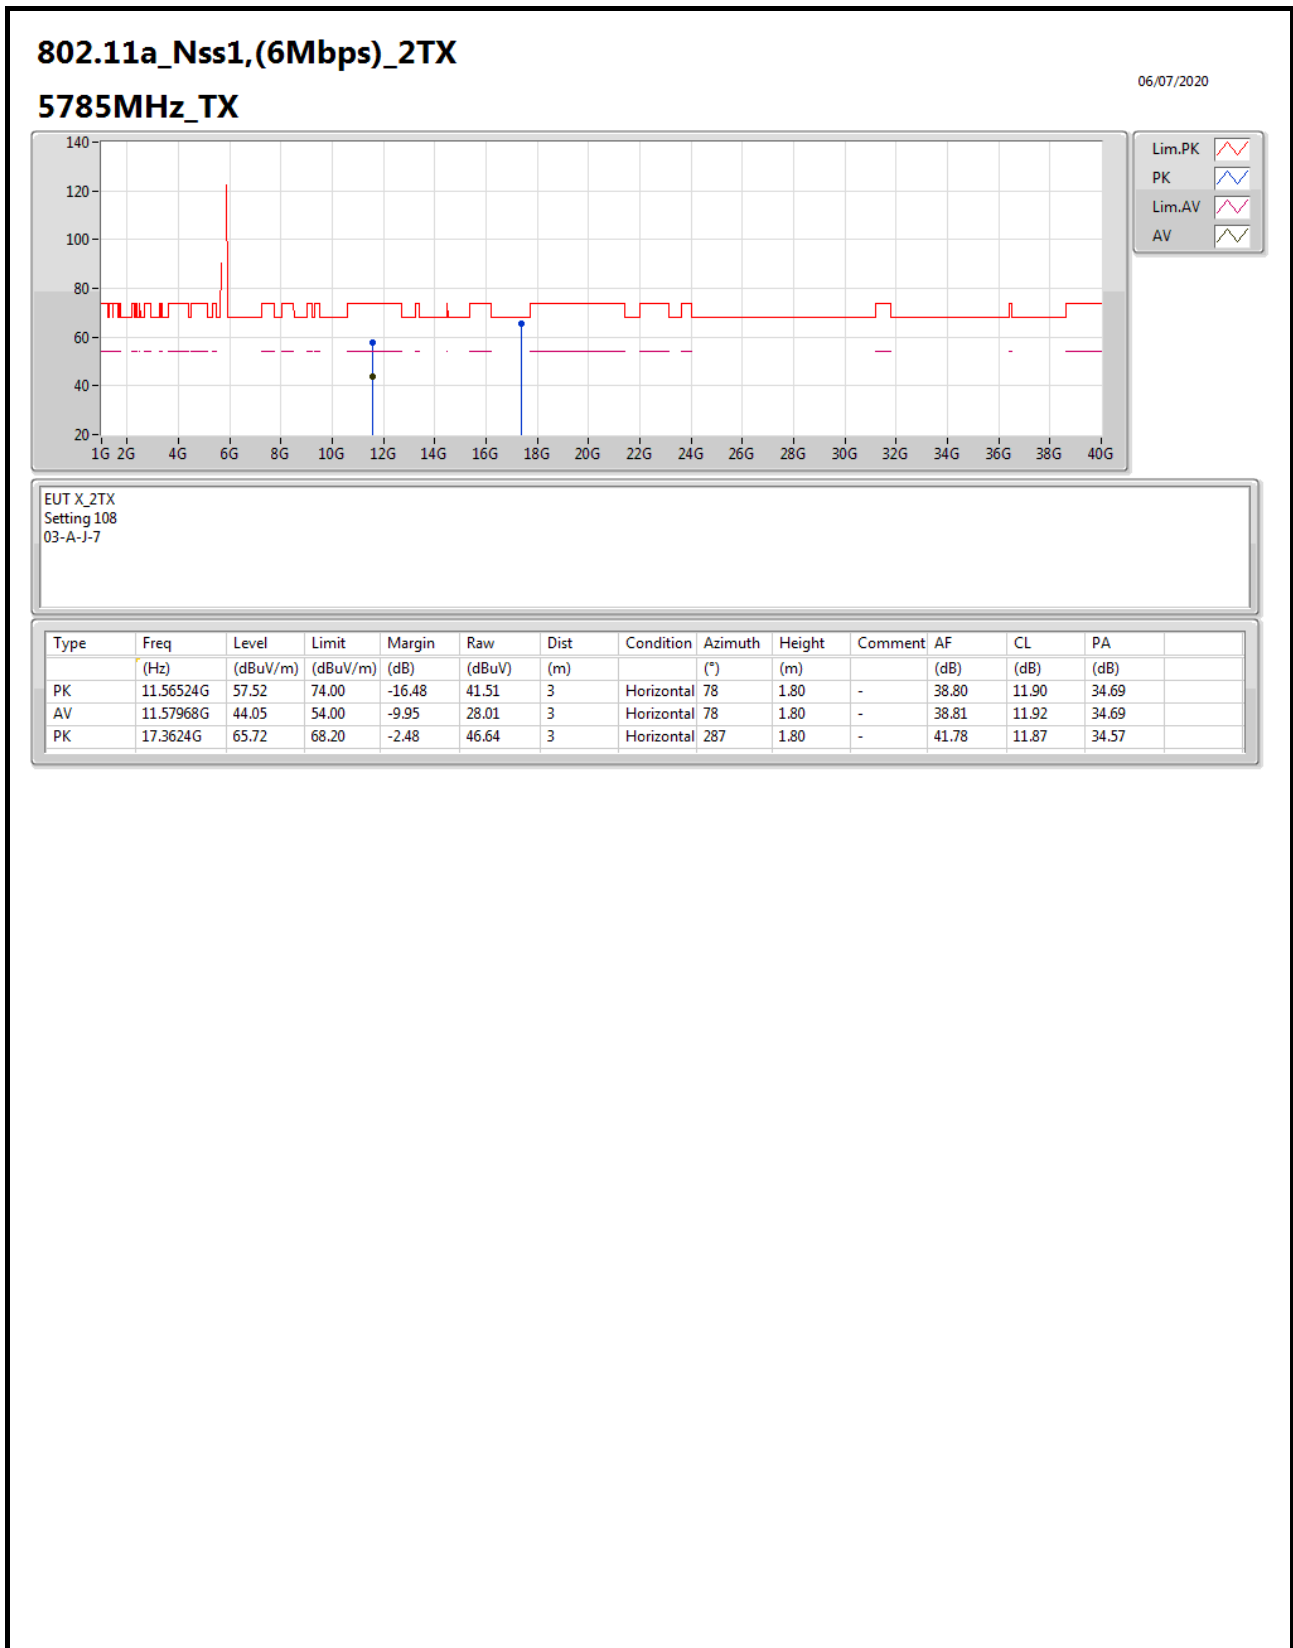 802.11a_Nss1,(6Mbps)_2TX
06/07/2020
5785MHz_TX
140
120
100
80
60
40
20
1G 2G 4G 6G 8G 10G 12G 14G 16G 18G 20G 22G 24G 26G 28G 30G 32G 34G 36G 38G 40G
Lim.PK
PK
Lim.AV
AV
EUT X_2TX
Setting 108
03-A-J-7
Type Freq Level Limit Margin Raw Dist Condition Azimuth Height Comment AF CL PA
(Hz) (dBuV/m) (dBuV/m) (dB) (dBuV) (m) (°) (m) (dB) (dB) (dB)
PK 11.56524G 57.52 74.00 -16.48 41.51 3 Horizontal 78 1.80 - 38.80 11.90 34.69
AV 11.57968G 44.05 54.00 -9.95 28.01 3 Horizontal 78 1.80 - 38.81 11.92 34.69
PK 17.3624G 65.72 68.20 -2.48 46.64 3 Horizontal 287 1.80 - 41.78 11.87 34.57